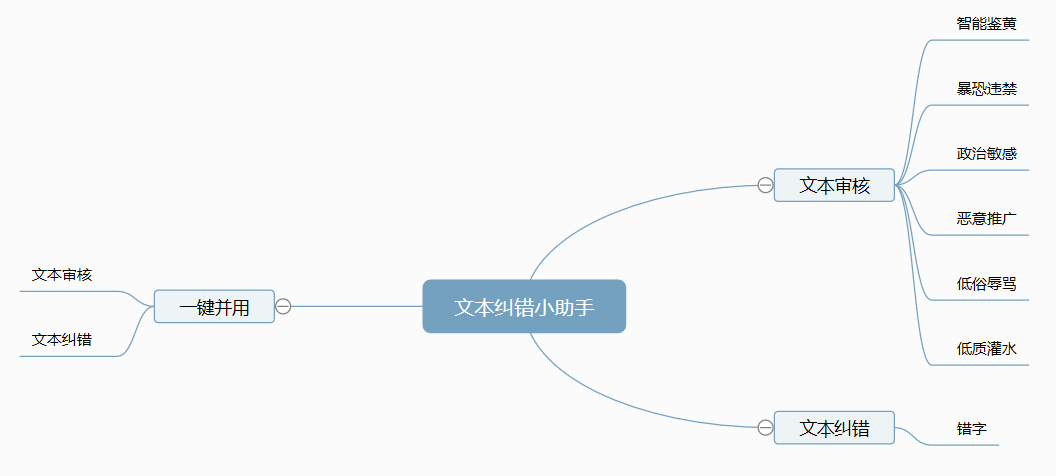 智能鉴黄
暴恐违禁
政治敏感
文本审核
恶意推广
低俗辱骂
低质灌水
文本纠错小助手
一键并用
文本审核
文本纠错
文本纠错
错字